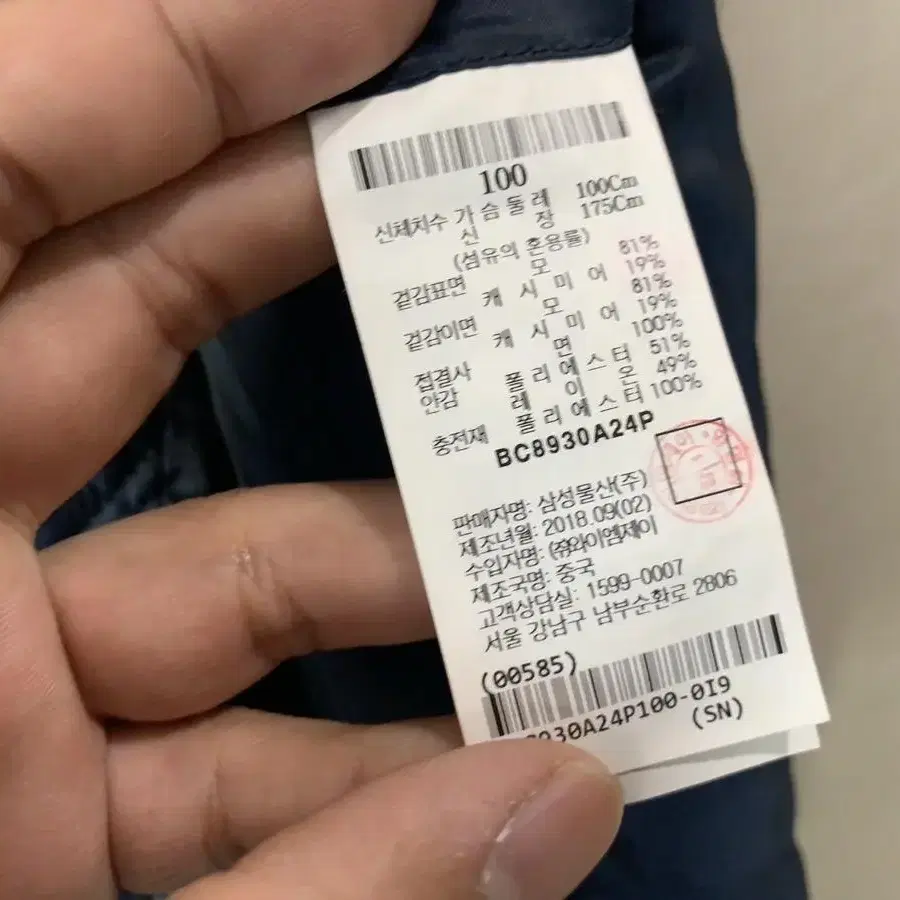 100
신체치수 가슴둘레 100Cm
신 장 175Cm
(섬유의 혼용률)
겉감표면 모 81%
캐시미어 19%
겉감이면 모 81%
캐시미어 19%
접결사 면 100%
안감 폴리에스터 51%
레이온 49%
충전재 폴리에스터 100%
BC8930A24P
판매자명: 삼성물산(주)
제조년월: 2018.09(02)
수입자명: (주)와이엠제이
제조국명: 중국
고객상담실: 1599-0007
서울 강남구 남부순환로 2806
(00585)
8930A24P100-0I9
(SN)